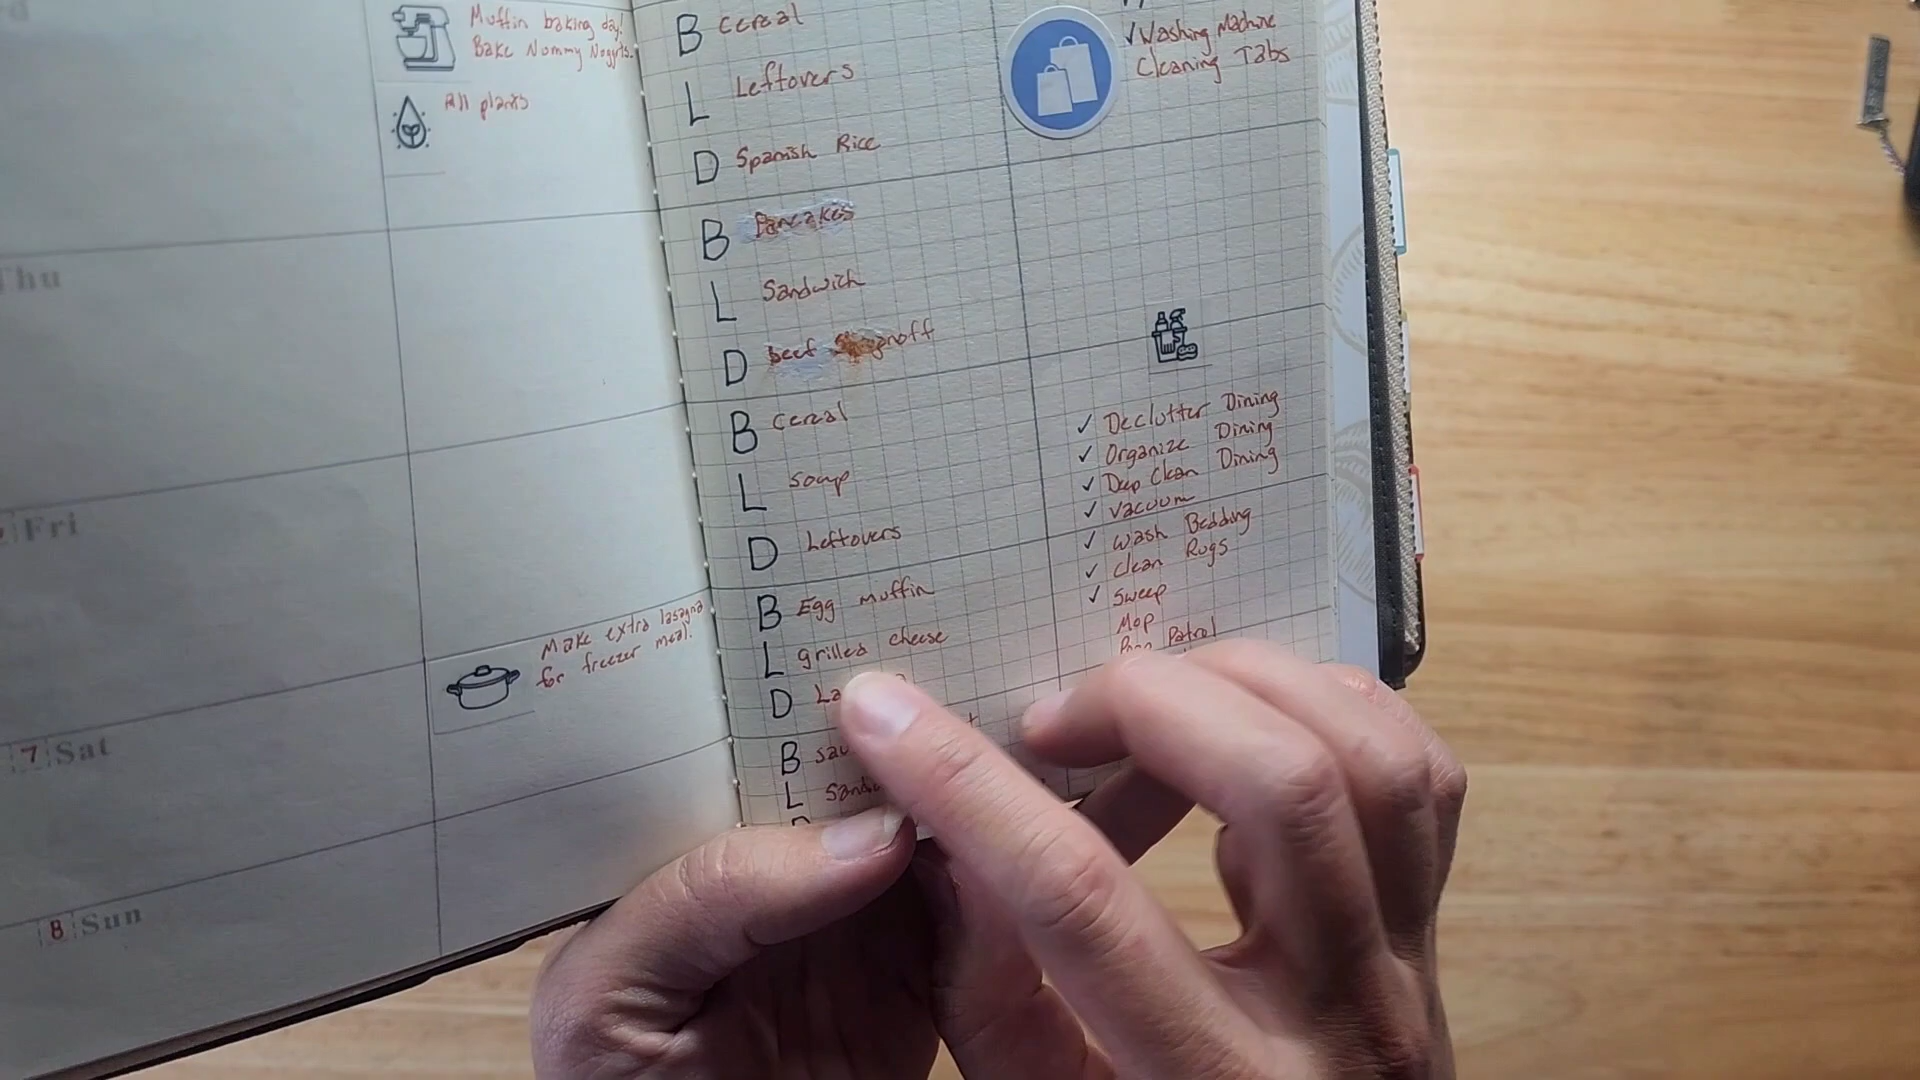 Muffin baking day!
Bake Nommy Nogurts.
All plants
Thu
Fri
Make extra lasagna
for freezer meal.
7 Sat
8 Sun
B Cereal
L Leftovers
D Spanish Rice
B Pancakes
L Sandwich
D beef
B Cereal
L Soup
D Leftovers
B Egg muffin
L grilled cheese
D
B
L
✓ Washing Machine
Cleaning Tabs
✓ Declutter Dining
✓ Organize Dining
✓ Deep Clean Dining
✓ Vacuum
✓ Wash Bedding
✓ Clean Rugs
✓ Sweep
Mop
Patrol